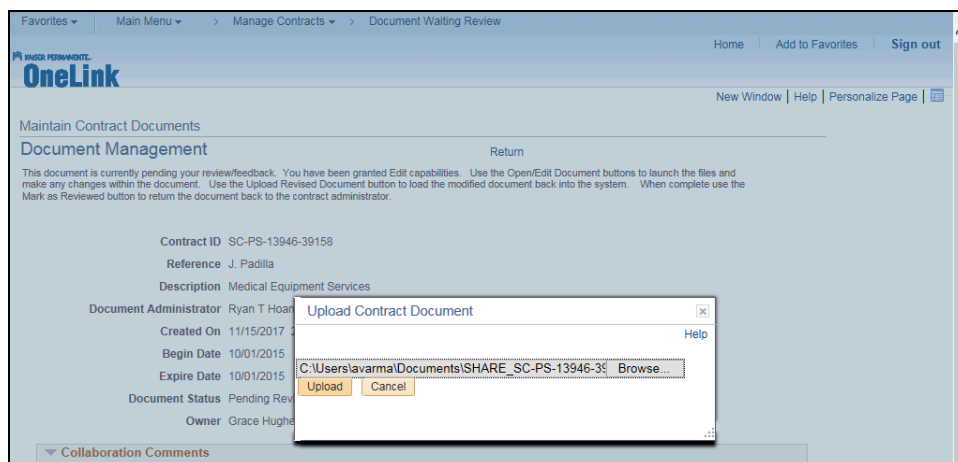 Favorites Main Menu > Manage Contracts > Document Waiting Review
Home Add to Favorites Sign out
KAISER PERMANENTE.
OneLink
New Window | Help | Personalize Page |
Maintain Contract Documents
Document Management Return
This document is currently pending your review/feedback. You have been granted Edit capabilities. Use the Open/Edit Document buttons to launch the files and
make any changes within the document. Use the Upload Revised Document button to load the modified document back into the system. When complete use the
Mark as Reviewed button to return the document back to the contract administrator.
Contract ID SC-PS-13946-39158
Reference J. Padilla
Description Medical Equipment Services
Document Administrator Ryan T Hoan
Created On 11/15/2017 2
Begin Date 10/01/2015
Expire Date 10/01/2015
Document Status Pending Rev
Owner Grace Hughe
Upload Contract Document
Help
C:\Users\avarma\Documents\SHARE_SC-PS-13946-39 Browse...
Upload Cancel
Collaboration Comments